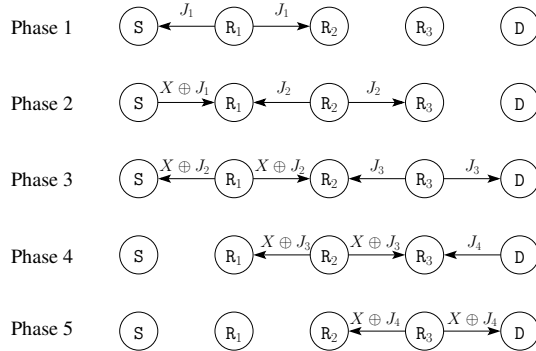 J₁ J₁
Phase 1 S R₁ R₂ R₃ D
X ⊕ J₁ J₂ J₂
Phase 2 S R₁ R₂ R₃ D
X ⊕ J₂ X ⊕ J₂ J₃ J₃
Phase 3 S R₁ R₂ R₃ D
X ⊕ J₃ X ⊕ J₃ J₄
Phase 4 S R₁ R₂ R₃ D
X ⊕ J₄ X ⊕ J₄
Phase 5 S R₁ R₂ R₃ D